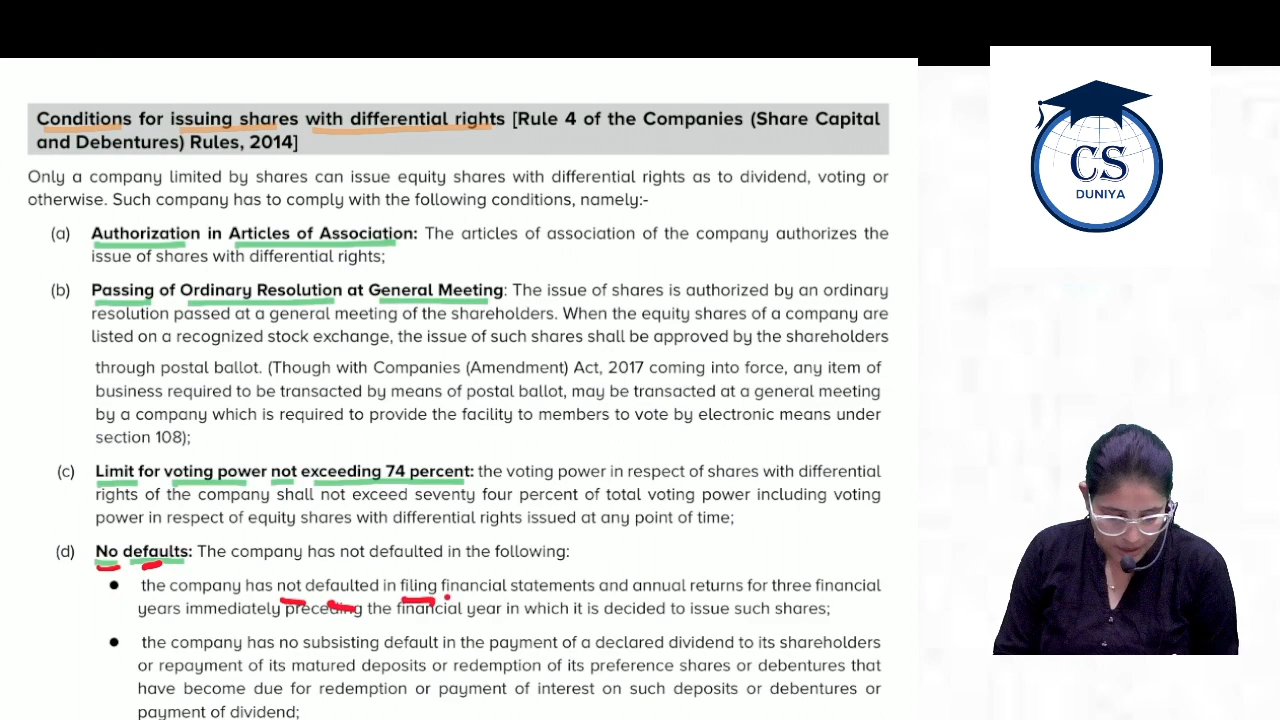 Conditions for issuing shares with differential rights [Rule 4 of the Companies (Share Capital
and Debentures) Rules, 2014]
Only a company limited by shares can issue equity shares with differential rights as to dividend, voting or
otherwise. Such company has to comply with the following conditions, namely:-
(a) Authorization in Articles of Association: The articles of association of the company authorizes the
issue of shares with differential rights;
(b) Passing of Ordinary Resolution at General Meeting: The issue of shares is authorized by an ordinary
resolution passed at a general meeting of the shareholders. When the equity shares of a company are
listed on a recognized stock exchange, the issue of such shares shall be approved by the shareholders
through postal ballot. (Though with Companies (Amendment) Act, 2017 coming into force, any item of
business required to be transacted by means of postal ballot, may be transacted at a general meeting
by a company which is required to provide the facility to members to vote by electronic means under
section 108);
(c) Limit for voting power not exceeding 74 percent: the voting power in respect of shares with differential
rights of the company shall not exceed seventy four percent of total voting power including voting
power in respect of equity shares with differential rights issued at any point of time;
(d) No defaults: The company has not defaulted in the following:
● the company has not defaulted in filing financial statements and annual returns for three financial
years immediately preceding the financial year in which it is decided to issue such shares;
● the company has no subsisting default in the payment of a declared dividend to its shareholders
or repayment of its matured deposits or redemption of its preference shares or debentures that
have become due for redemption or payment of interest on such deposits or debentures or
payment of dividend;
CS
DUNIYA